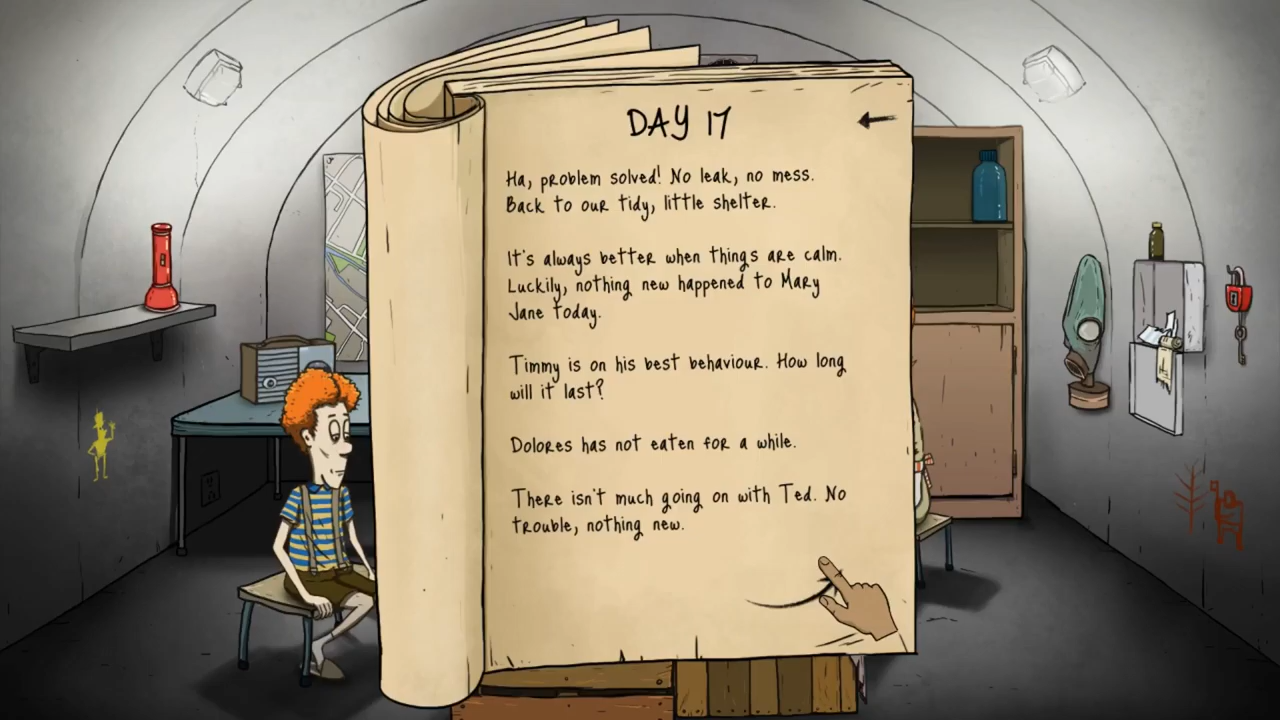 DAY 17
Ha, problem solved! No leak, no mess.
Back to our tidy, little shelter.
It's always better when things are calm.
Luckily, nothing new happened to Mary
Jane today.
Timmy is on his best behaviour. How long
will it last?
Dolores has not eaten for a while.
There isn't much going on with Ted. No
trouble, nothing new.